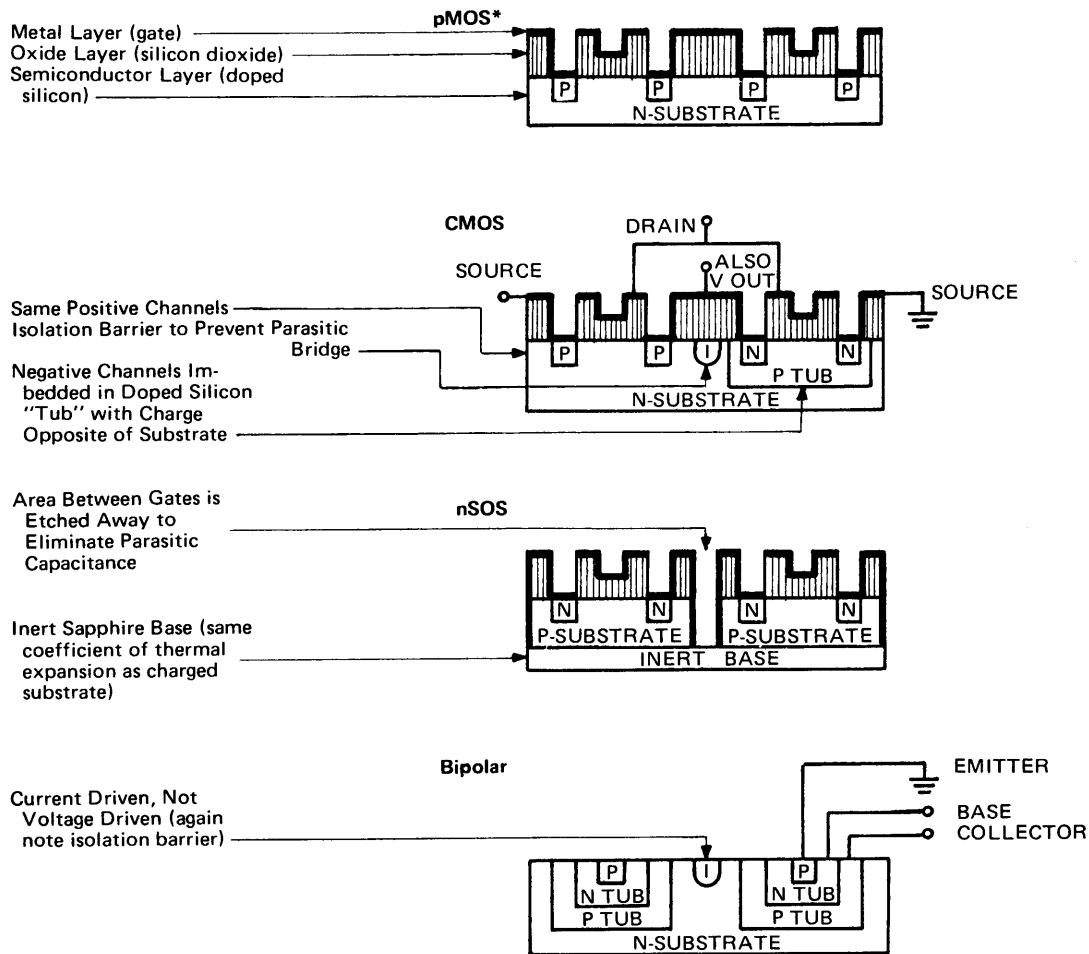 pMOS*
Metal Layer (gate)
Oxide Layer (silicon dioxide)
Semiconductor Layer (doped
silicon)
P P P P
N-SUBSTRATE
CMOS
DRAIN
ALSO
V OUT
SOURCE
SOURCE
Same Positive Channels
Isolation Barrier to Prevent Parasitic
Bridge
Negative Channels Im-
bedded in Doped Silicon
"Tub" with Charge
Opposite of Substrate
P P I N N
P TUB
N-SUBSTRATE
nSOS
Area Between Gates is
Etched Away to
Eliminate Parasitic
Capacitance
N N N N
P-SUBSTRATE P-SUBSTRATE
INERT BASE
Inert Sapphire Base (same
coefficient of thermal
expansion as charged
substrate)
Bipolar
EMITTER
BASE
COLLECTOR
Current Driven, Not
Voltage Driven (again
note isolation barrier)
P I P
N TUB N TUB
P TUB P TUB
N-SUBSTRATE